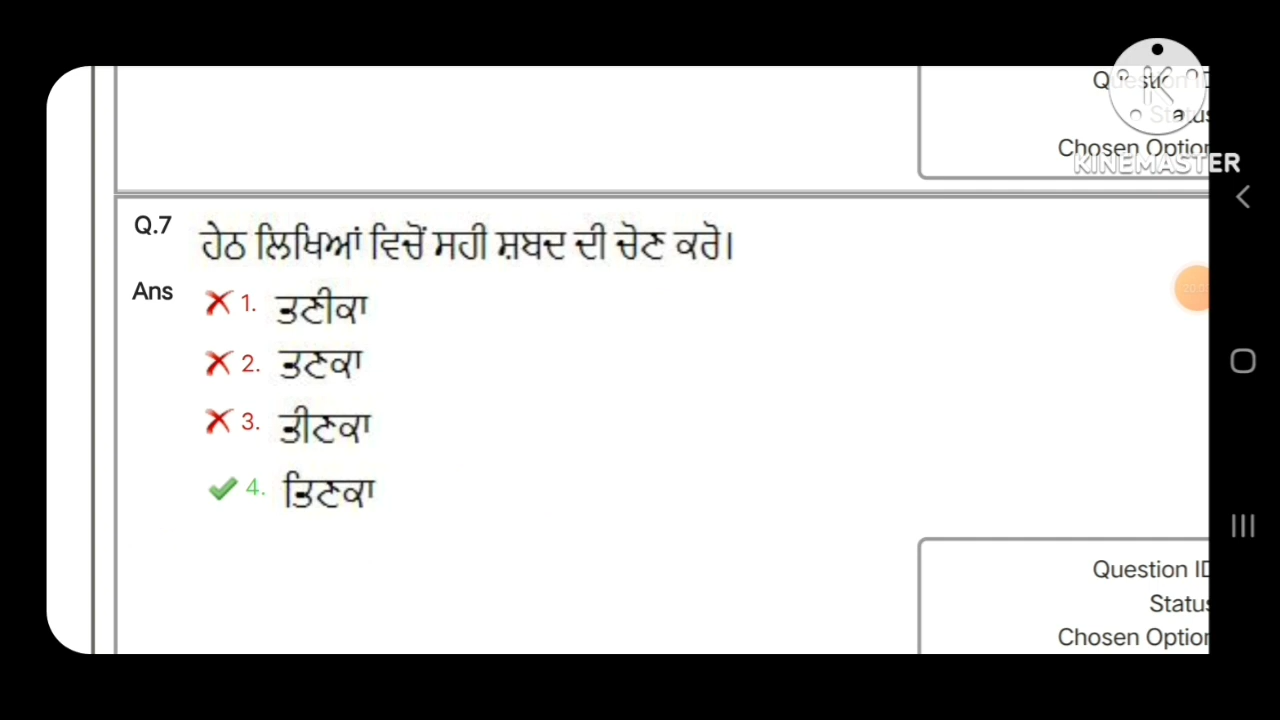 Chosen Option
KINEMASTER
Q.7 ਹੇਠ ਲਿਖਿਆਂ ਵਿਚੋਂ ਸਹੀ ਸ਼ਬਦ ਦੀ ਚੋਣ ਕਰੋ।
Ans 1. ਤਣੀਕਾ
2. ਤਣਕਾ
3. ਤੀਣਕਾ
4. ਤਿਣਕਾ
Question ID
Status
Chosen Option